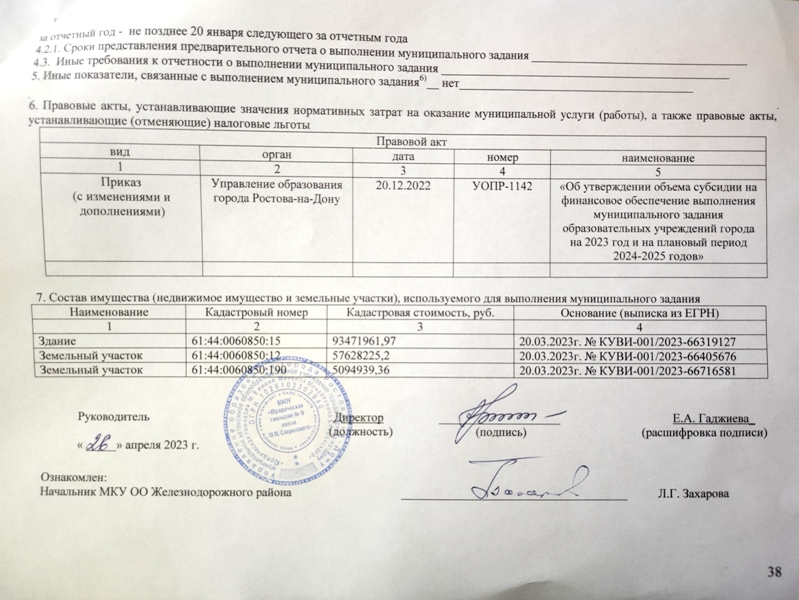 за отчетный год - не позднее 20 января следующего за отчетным года
4.2.1. Сроки представления предварительного отчета о выполнении муниципального задания
4.3. Иные требования к отчетности о выполнении муниципального задания
5. Иные показатели, связанные с выполнением муниципального задания⁶⁾__ нет
6. Правовые акты, устанавливающие значения нормативных затрат на оказание муниципальной услуги (работы), а также правовые акты,
устанавливающие (отменяющие) налоговые льготы
Правовой акт
вид орган дата номер наименование
1 2 3 4 5
Приказ Управление образования 20.12.2022 УОПР-1142 «Об утверждении объема субсидии на
(с изменениями и города Ростова-на-Дону финансовое обеспечение выполнения
дополнениями) муниципального задания
образовательных учреждений города
на 2023 год и на плановый период
2024-2025 годов»
7. Состав имущества (недвижимое имущество и земельные участки), используемого для выполнения муниципального задания
Наименование Кадастровый номер Кадастровая стоимость, руб. Основание (выписка из ЕГРН)
1 2 3 4
Здание 61:44:0060850:15 93471961,97 20.03.2023г. № КУВИ-001/2023-66319127
Земельный участок 61:44:0060850:12 57628225,2 20.03.2023г. № КУВИ-001/2023-66405676
Земельный участок 61:44:0060850:190 5094939,36 20.03.2023г. № КУВИ-001/2023-66716581
Руководитель Директор Е.А. Гаджиева
(должность) (подпись) (расшифровка подписи)
« 26 » апреля 2023 г.
МАОУ
«Юридическая
гимназия № 9
имени
М.М. Сперанского»
Ознакомлен:
Начальник МКУ ОО Железнодорожного района Л.Г. Захарова
38